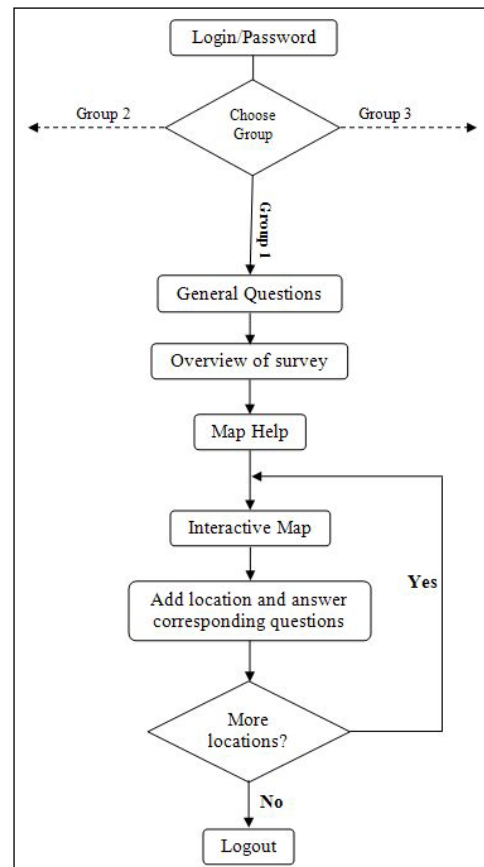 Login/Password
Group 2
Choose
Group
Group 3
Group 1
General Questions
Overview of survey
Map Help
Interactive Map
Yes
Add location and answer
corresponding questions
More
locations?
No
Logout